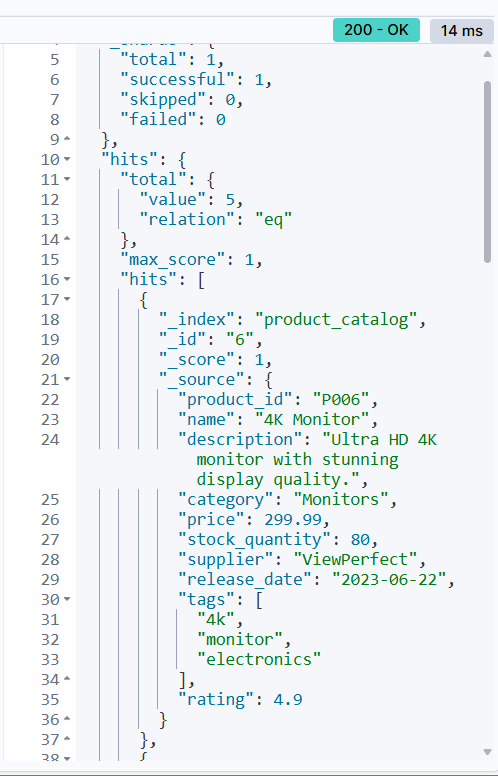 200 - OK
14 ms
5 "total": 1,
6 "successful": 1,
7 "skipped": 0,
8 "failed": 0
9 },
10 "hits": {
11 "total": {
12 "value": 5,
13 "relation": "eq"
14 },
15 "max_score": 1,
16 "hits": [
17 {
18 "_index": "product_catalog",
19 "_id": "6",
20 "_score": 1,
21 "_source": {
22 "product_id": "P006",
23 "name": "4K Monitor",
24 "description": "Ultra HD 4K
monitor with stunning
display quality.",
25 "category": "Monitors",
26 "price": 299.99,
27 "stock_quantity": 80,
28 "supplier": "ViewPerfect",
29 "release_date": "2023-06-22",
30 "tags": [
31 "4k",
32 "monitor",
33 "electronics"
34 ],
35 "rating": 4.9
36 }
37 },
38 {